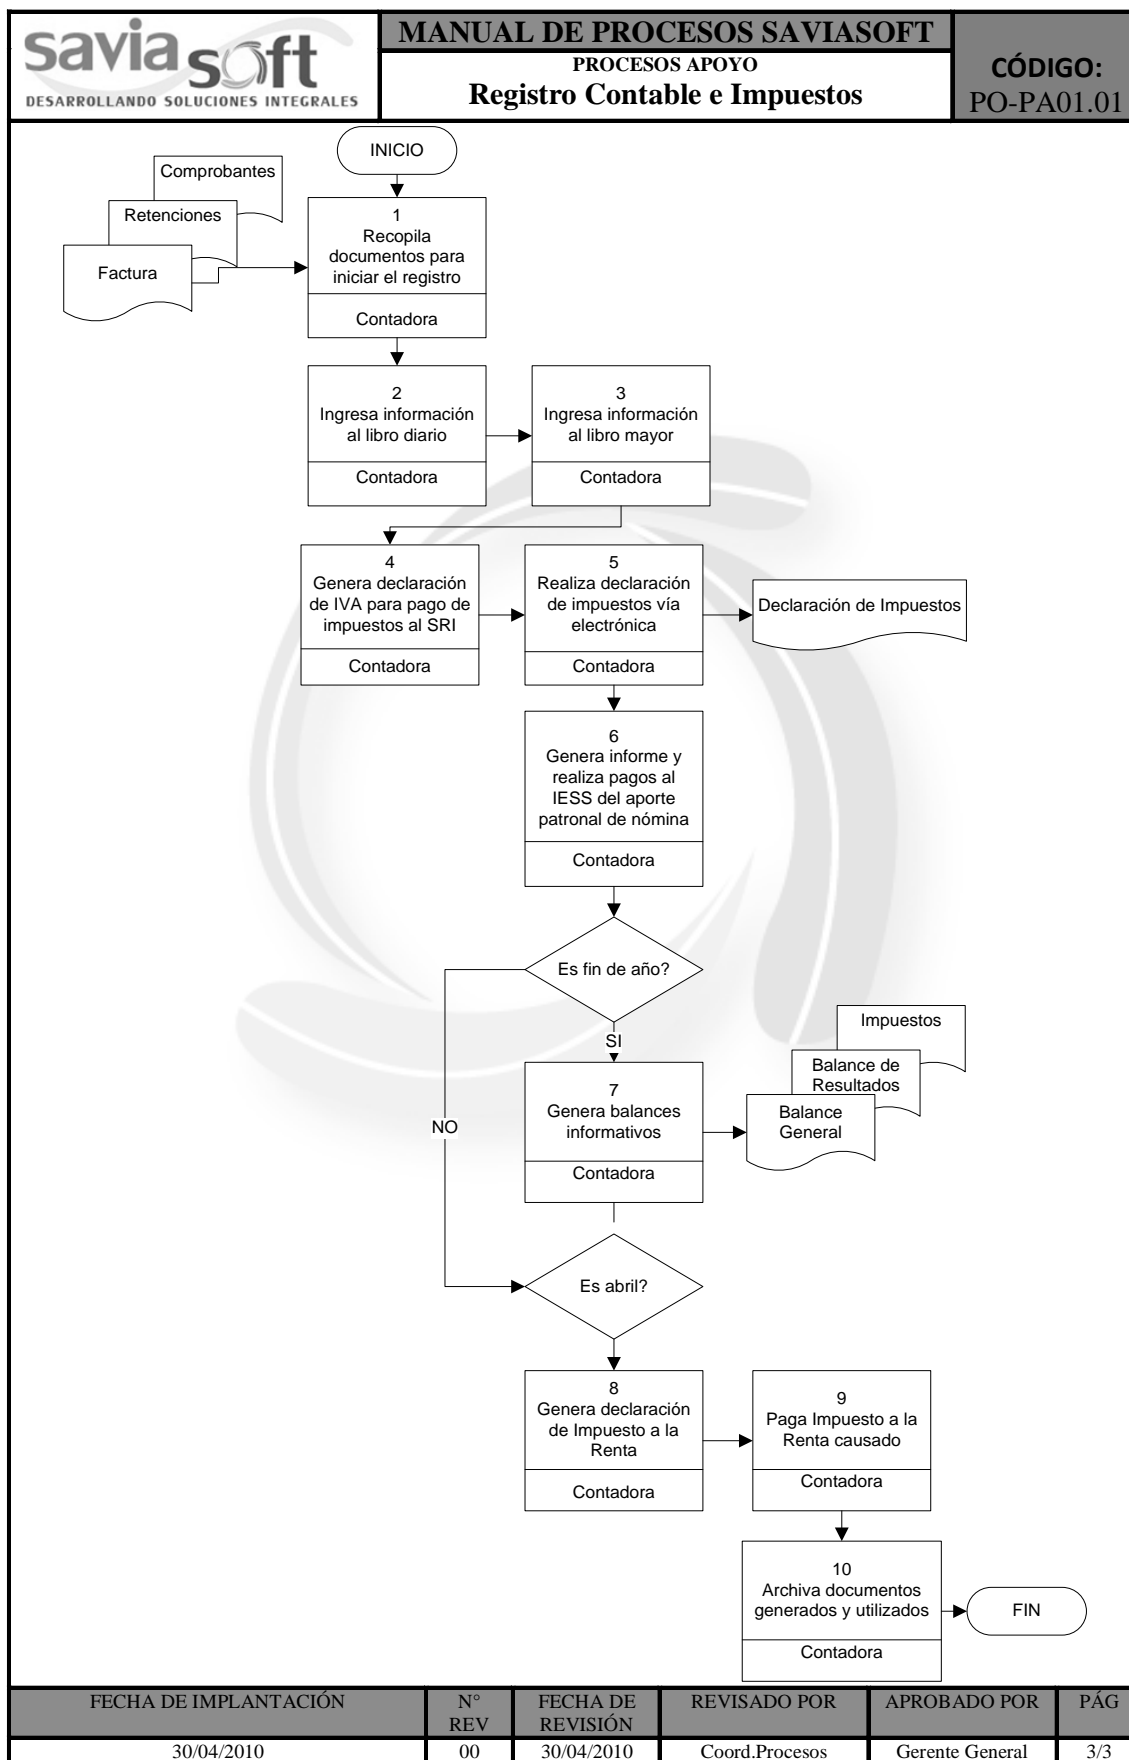 savia soft
DESARROLLANDO SOLUCIONES INTEGRALES
MANUAL DE PROCESOS SAVIASOFT
PROCESOS APOYO
Registro Contable e Impuestos
CÓDIGO:
PO-PA01.01
INICIO
Comprobantes
Retenciones
Factura
1
Recopila
documentos para
iniciar el registro
Contadora
2
Ingresa información
al libro diario
Contadora
3
Ingresa información
al libro mayor
Contadora
4
Genera declaración
de IVA para pago de
impuestos al SRI
Contadora
5
Realiza declaración
de impuestos vía
electrónica
Contadora
Declaración de Impuestos
6
Genera informe y
realiza pagos al
IESS del aporte
patronal de nómina
Contadora
Es fin de año?
SI
NO
7
Genera balances
informativos
Contadora
Impuestos
Balance de
Resultados
Balance
General
Es abril?
8
Genera declaración
de Impuesto a la
Renta
Contadora
9
Paga Impuesto a la
Renta causado
Contadora
10
Archiva documentos
generados y utilizados
Contadora
FIN
FECHA DE IMPLANTACIÓN
N°
REV
FECHA DE
REVISIÓN
REVISADO POR
APROBADO POR
PÁG
30/04/2010
00
30/04/2010
Coord.Procesos
Gerente General
3/3